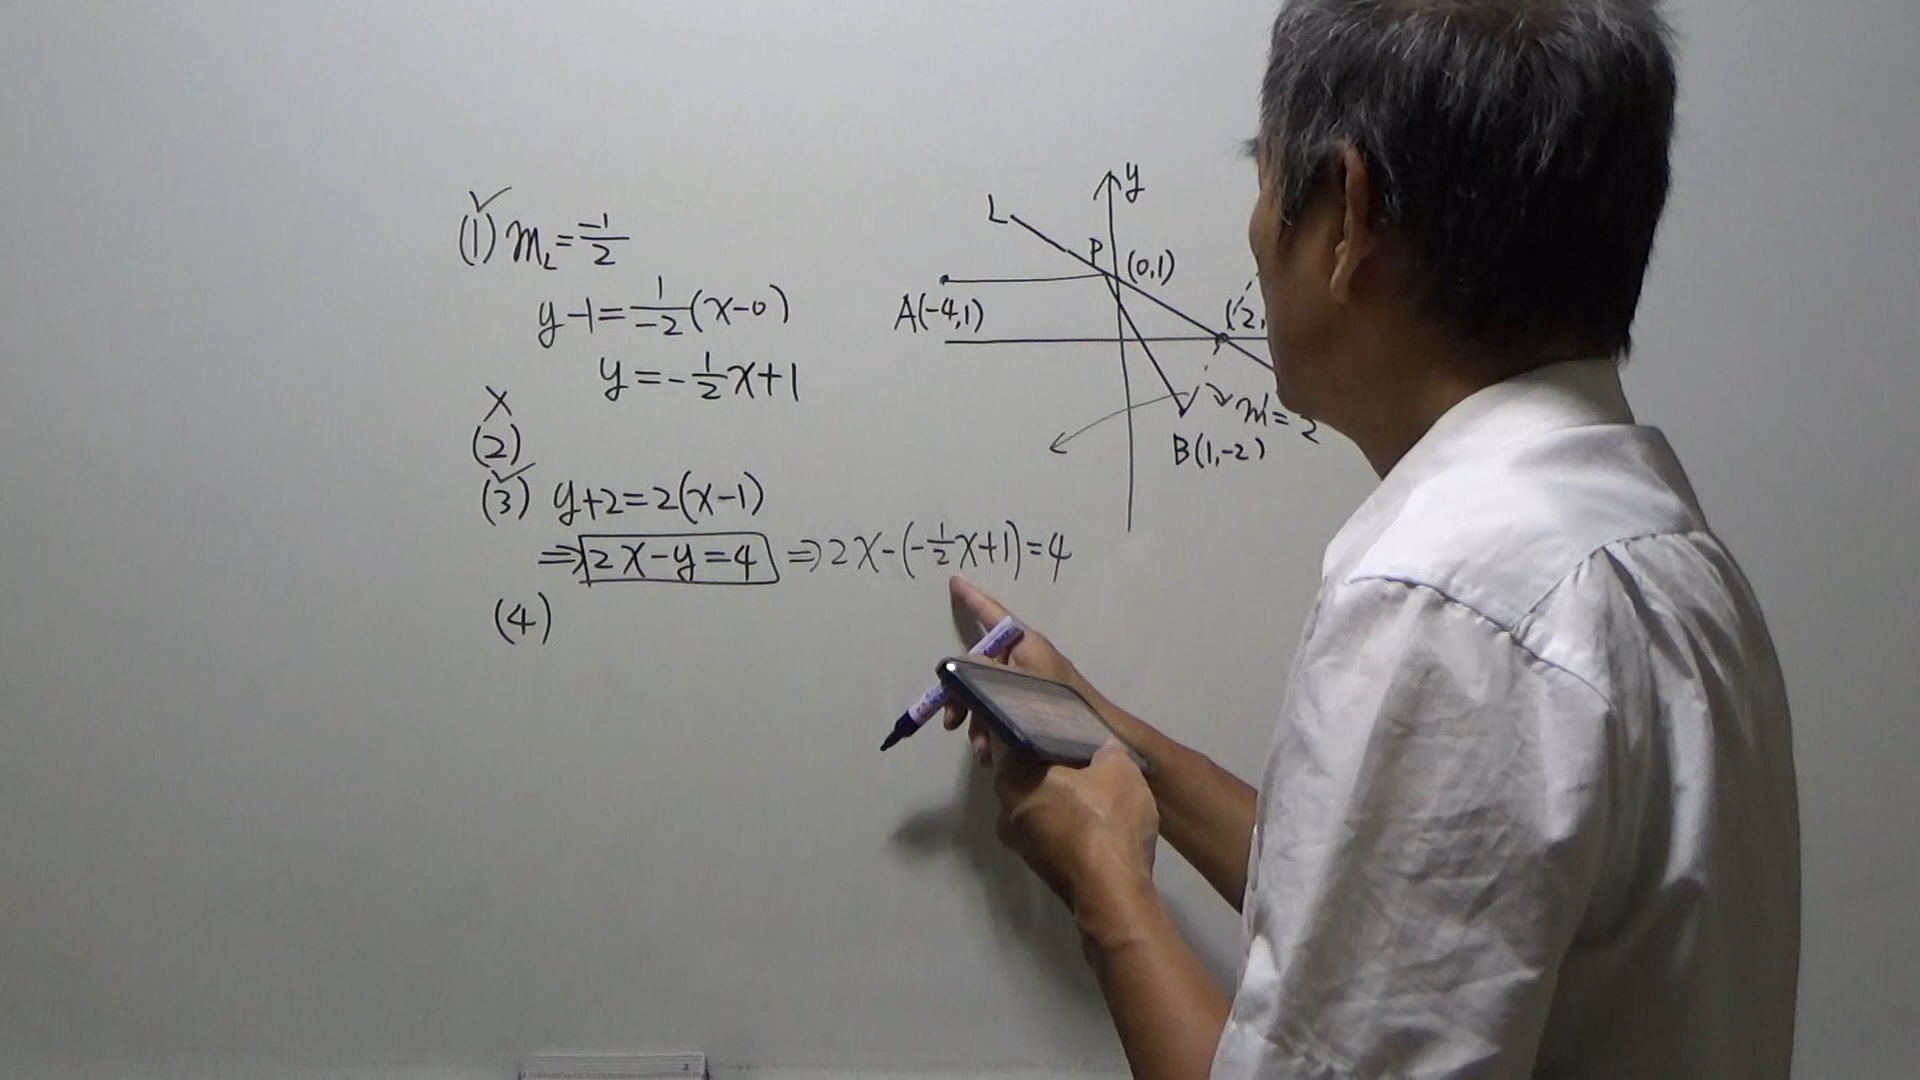 ✓
(1) m_L = -1/2
y-1 = 1/-2 (x-0)
y = -1/2 x+1
×
(2)
✓
(3) y+2=2(x-1)
⇒ 2x-y=4 ⇒ 2x-(-1/2 x+1)=4
(4)
y
L
P (0,1)
A(-4,1)
(2,
m'=2
B(1,-2)